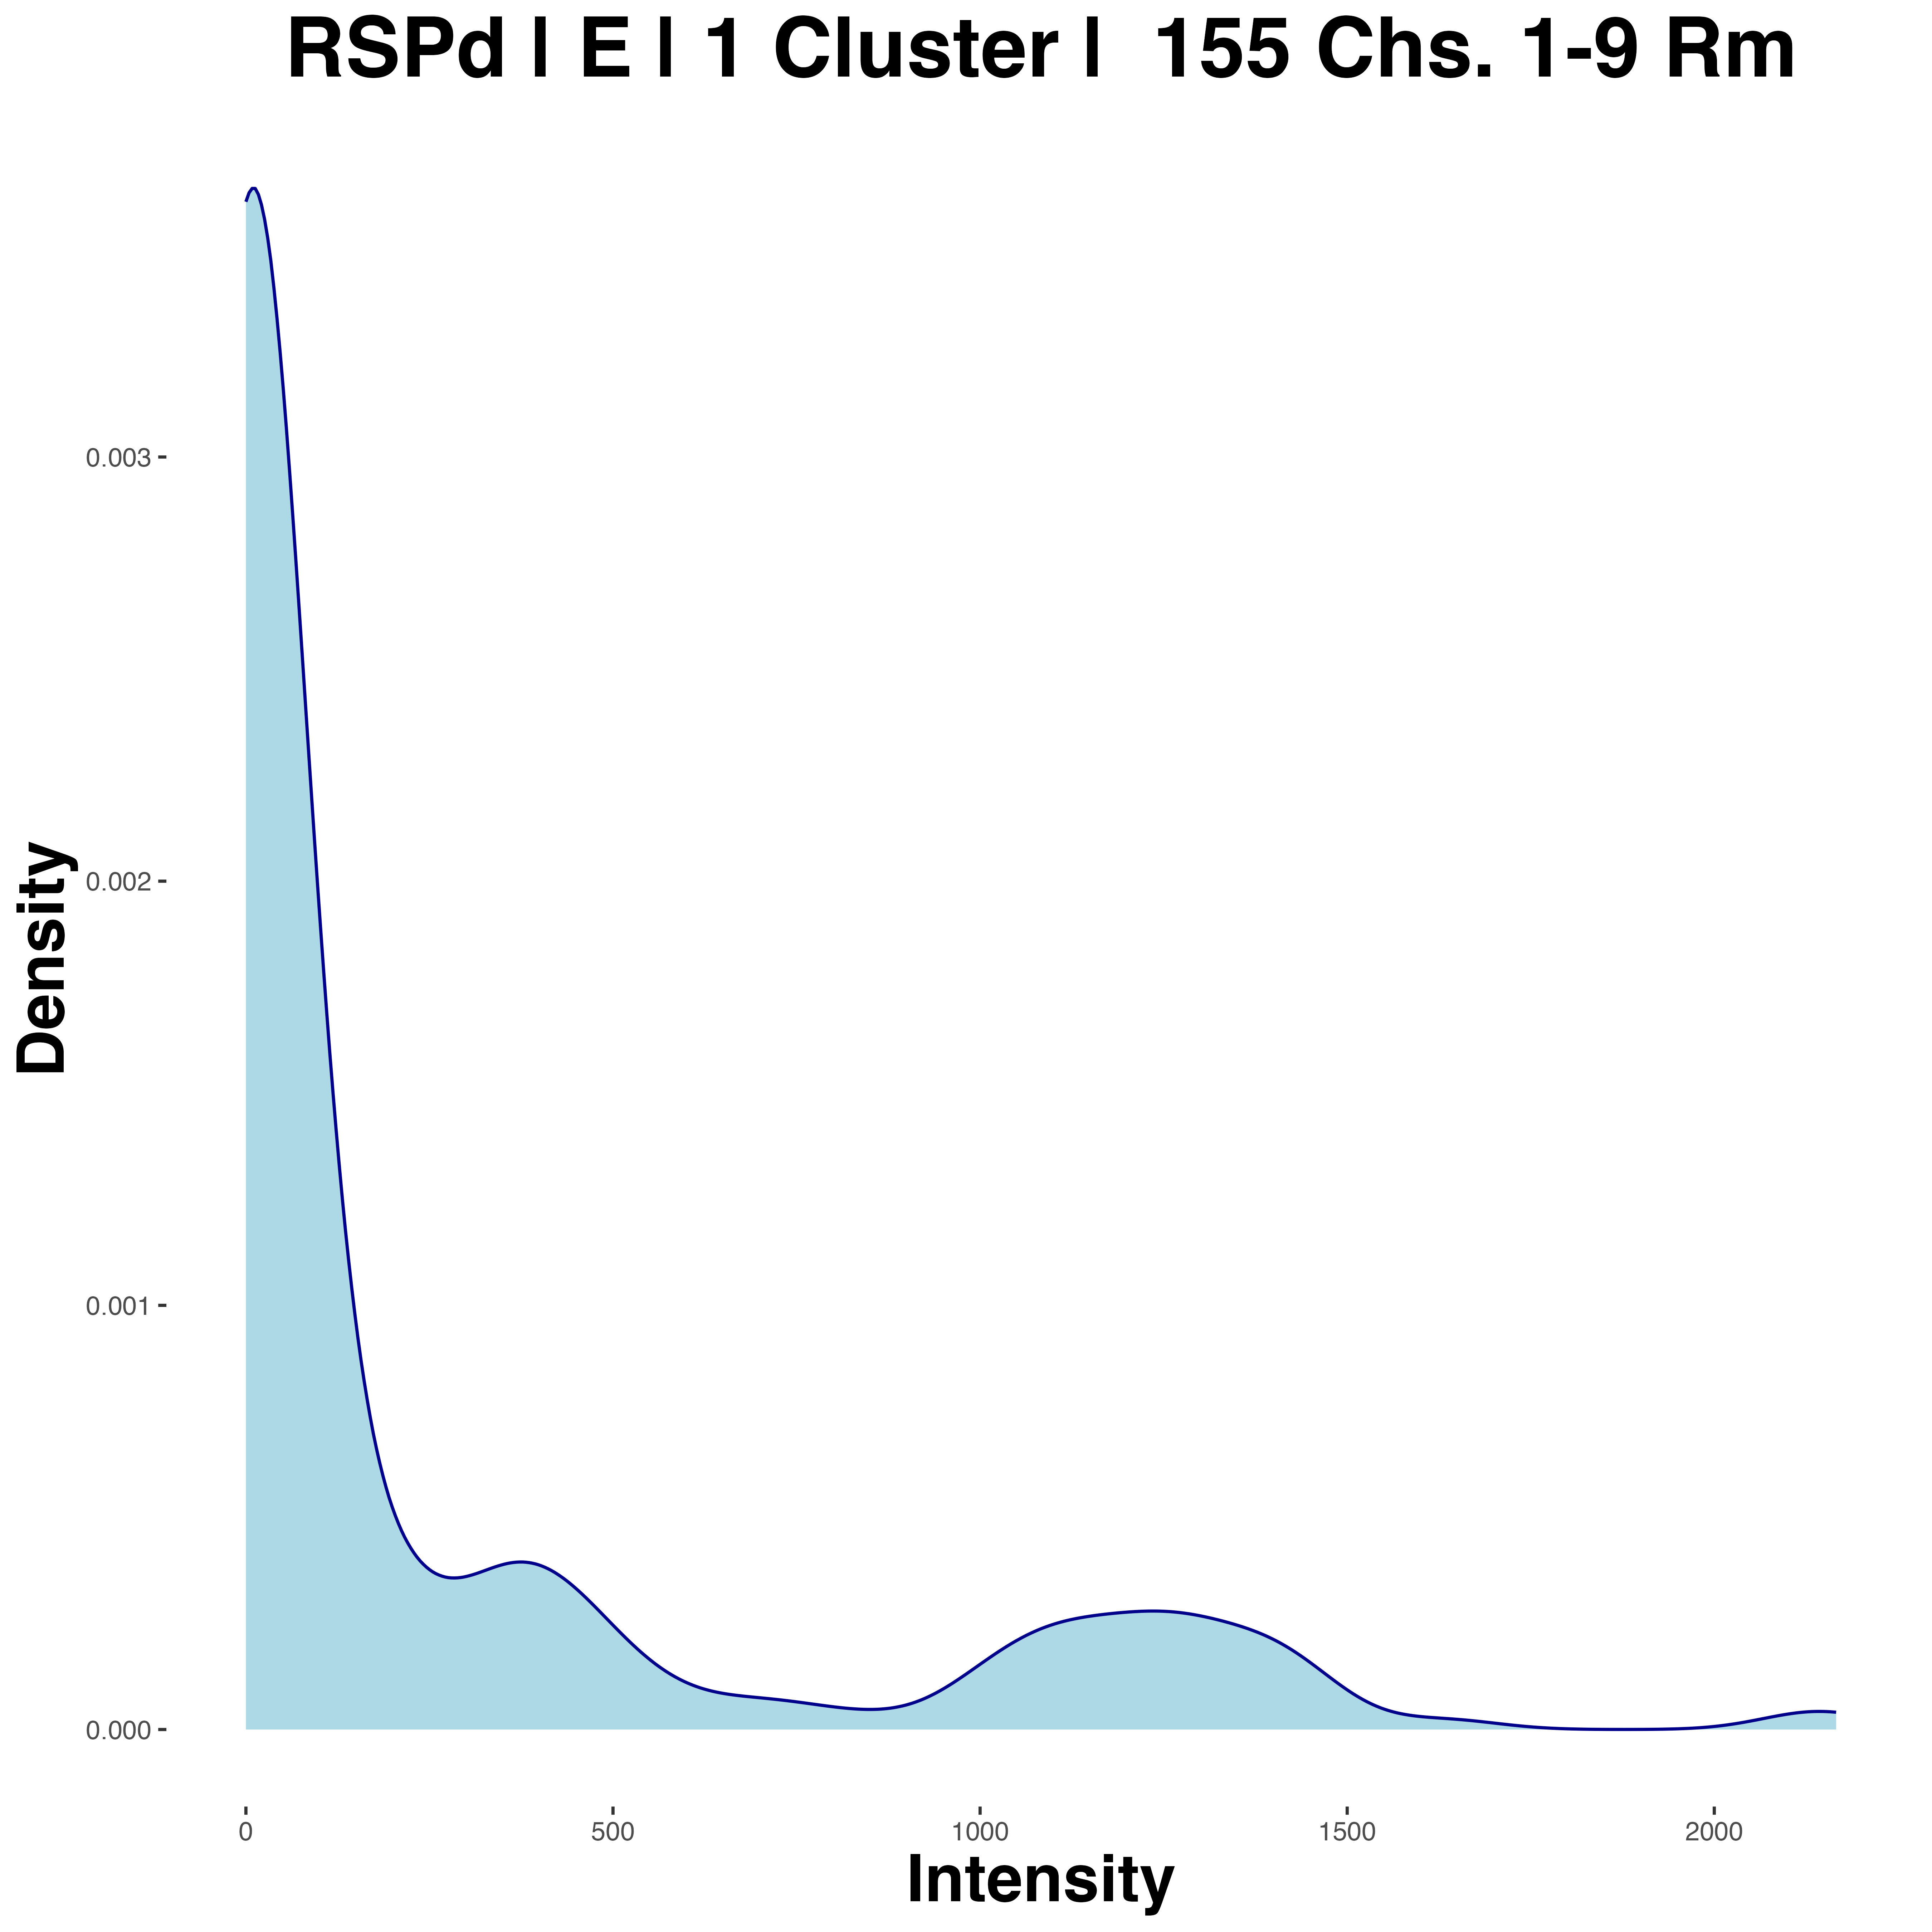 RSPd | E | 1 Cluster |  155 Chs. 1-9 Rm
Density
0.003
0.002
0.001
0.000
0 500 1000 1500 2000
Intensity